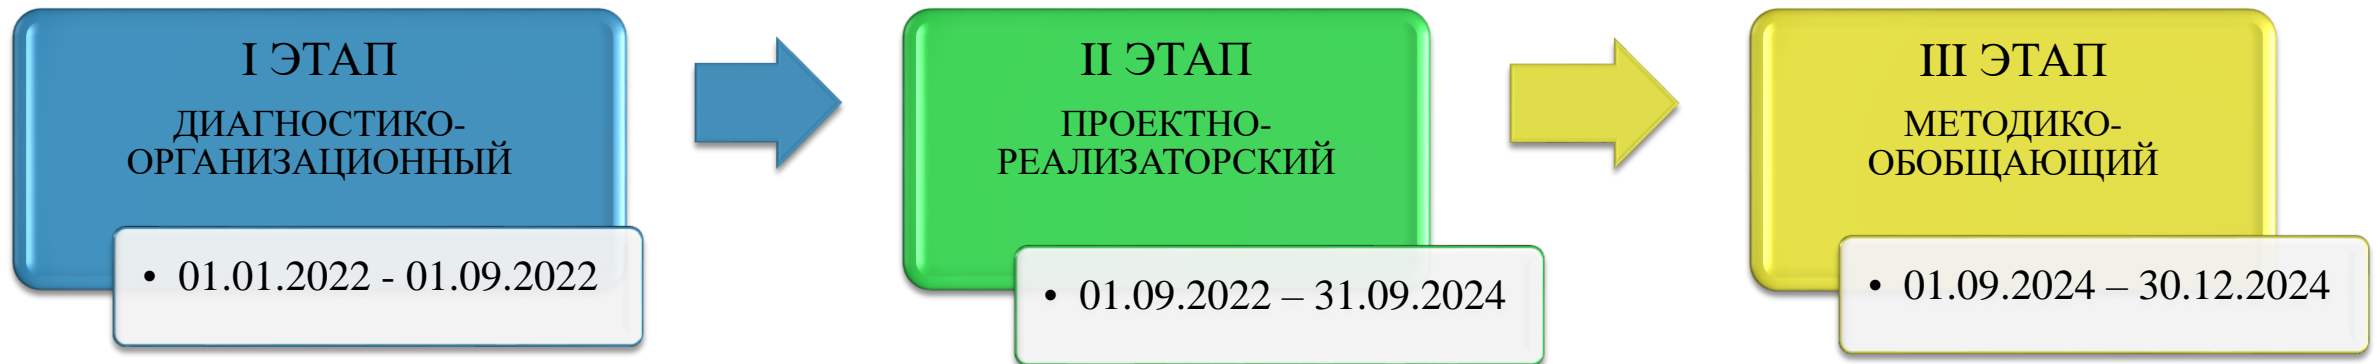 I ЭТАП
ДИАГНОСТИКО-
ОРГАНИЗАЦИОННЫЙ
• 01.01.2022 - 01.09.2022
II ЭТАП
ПРОЕКТНО-
РЕАЛИЗАТОРСКИЙ
• 01.09.2022 – 31.09.2024
III ЭТАП
МЕТОДИКО-
ОБОБЩАЮЩИЙ
• 01.09.2024 – 30.12.2024